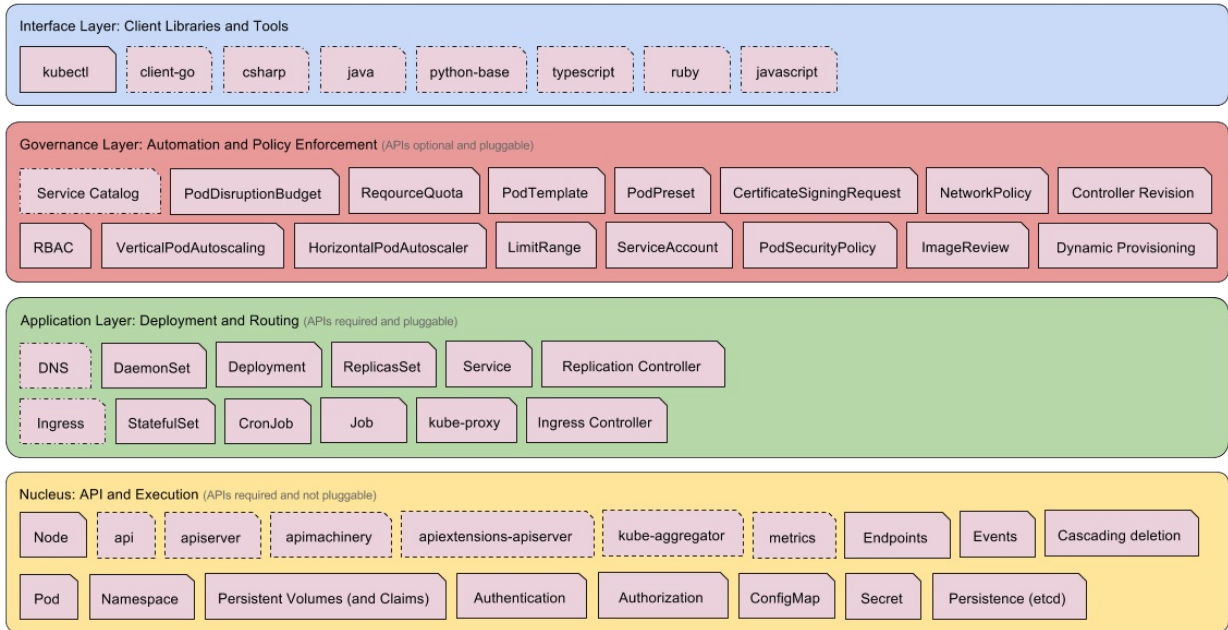 Interface Layer: Client Libraries and Tools
kubectl client-go csharp java python-base typescript ruby javascript
Governance Layer: Automation and Policy Enforcement (APIs optional and pluggable)
Service Catalog PodDisruptionBudget ReqourceQuota PodTemplate PodPreset CertificateSigningRequest NetworkPolicy Controller Revision
RBAC VerticalPodAutoscaling HorizontalPodAutoscaler LimitRange ServiceAccount PodSecurityPolicy ImageReview Dynamic Provisioning
Application Layer: Deployment and Routing (APIs required and pluggable)
DNS DaemonSet Deployment ReplicasSet Service Replication Controller
Ingress StatefulSet CronJob Job kube-proxy Ingress Controller
Nucleus: API and Execution (APIs required and not pluggable)
Node api apiserver apimachinery apiextensions-apiserver kube-aggregator metrics Endpoints Events Cascading deletion
Pod Namespace Persistent Volumes (and Claims) Authentication Authorization ConfigMap Secret Persistence (etcd)